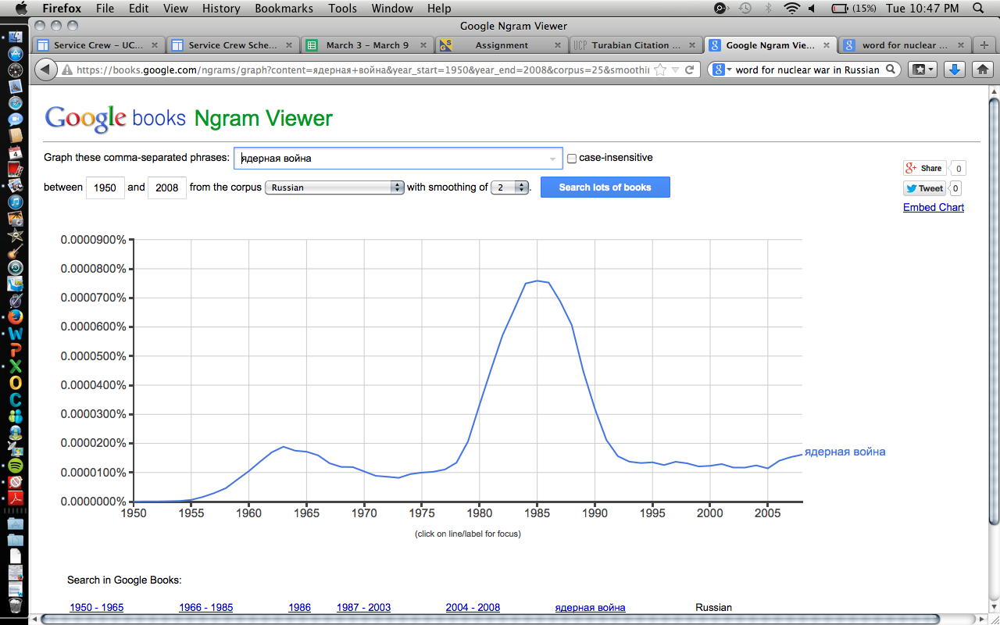 Firefox File Edit View History Bookmarks Tools Window Help (15%) Tue 10:47 PM
Google Ngram Viewer
Service Crew – UC... Service Crew Sche... March 3 – March 9 Assignment UCP Turabian Citation ... Google Ngram Vie... word for nuclear ...
https://books.google.com/ngrams/graph?content=ядерная+война&year_start=1950&year_end=2008&corpus=25&smoothin word for nuclear war in Russian
Google books Ngram Viewer
Graph these comma-separated phrases: ядерная война case-insensitive
between 1950 and 2008 from the corpus Russian with smoothing of 2 . Search lots of books
Share 0
Tweet 0
Embed Chart
0.0000900%
0.0000800%
0.0000700%
0.0000600%
0.0000500%
0.0000400%
0.0000300%
0.0000200%
ядерная война
0.0000100%
0.0000000%
1950 1955 1960 1965 1970 1975 1980 1985 1990 1995 2000 2005
(click on line/label for focus)
Search in Google Books:
1950 - 1965 1966 - 1985 1986 1987 - 2003 2004 - 2008 ядерная война Russian